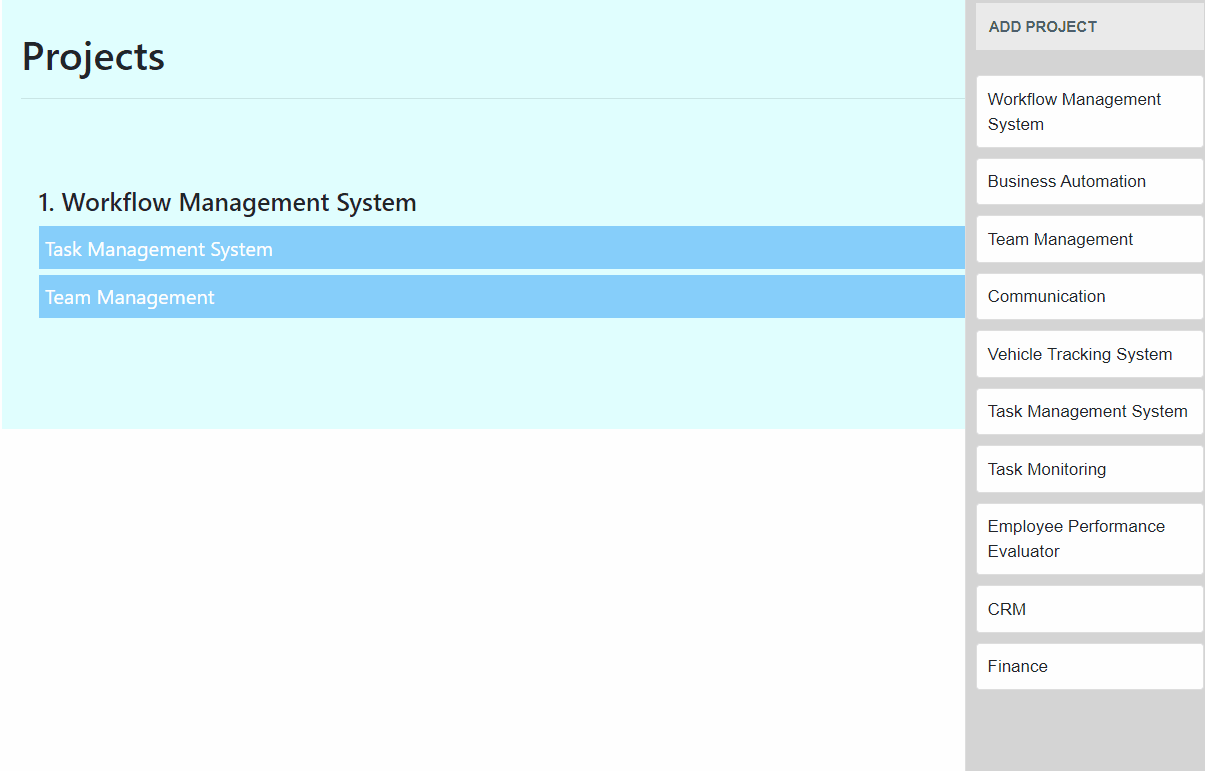 Projects
1. Workflow Management System
Task Management System
Team Management
ADD PROJECT
Workflow Management
System
Business Automation
Team Management
Communication
Vehicle Tracking System
Task Management System
Task Monitoring
Employee Performance
Evaluator
CRM
Finance